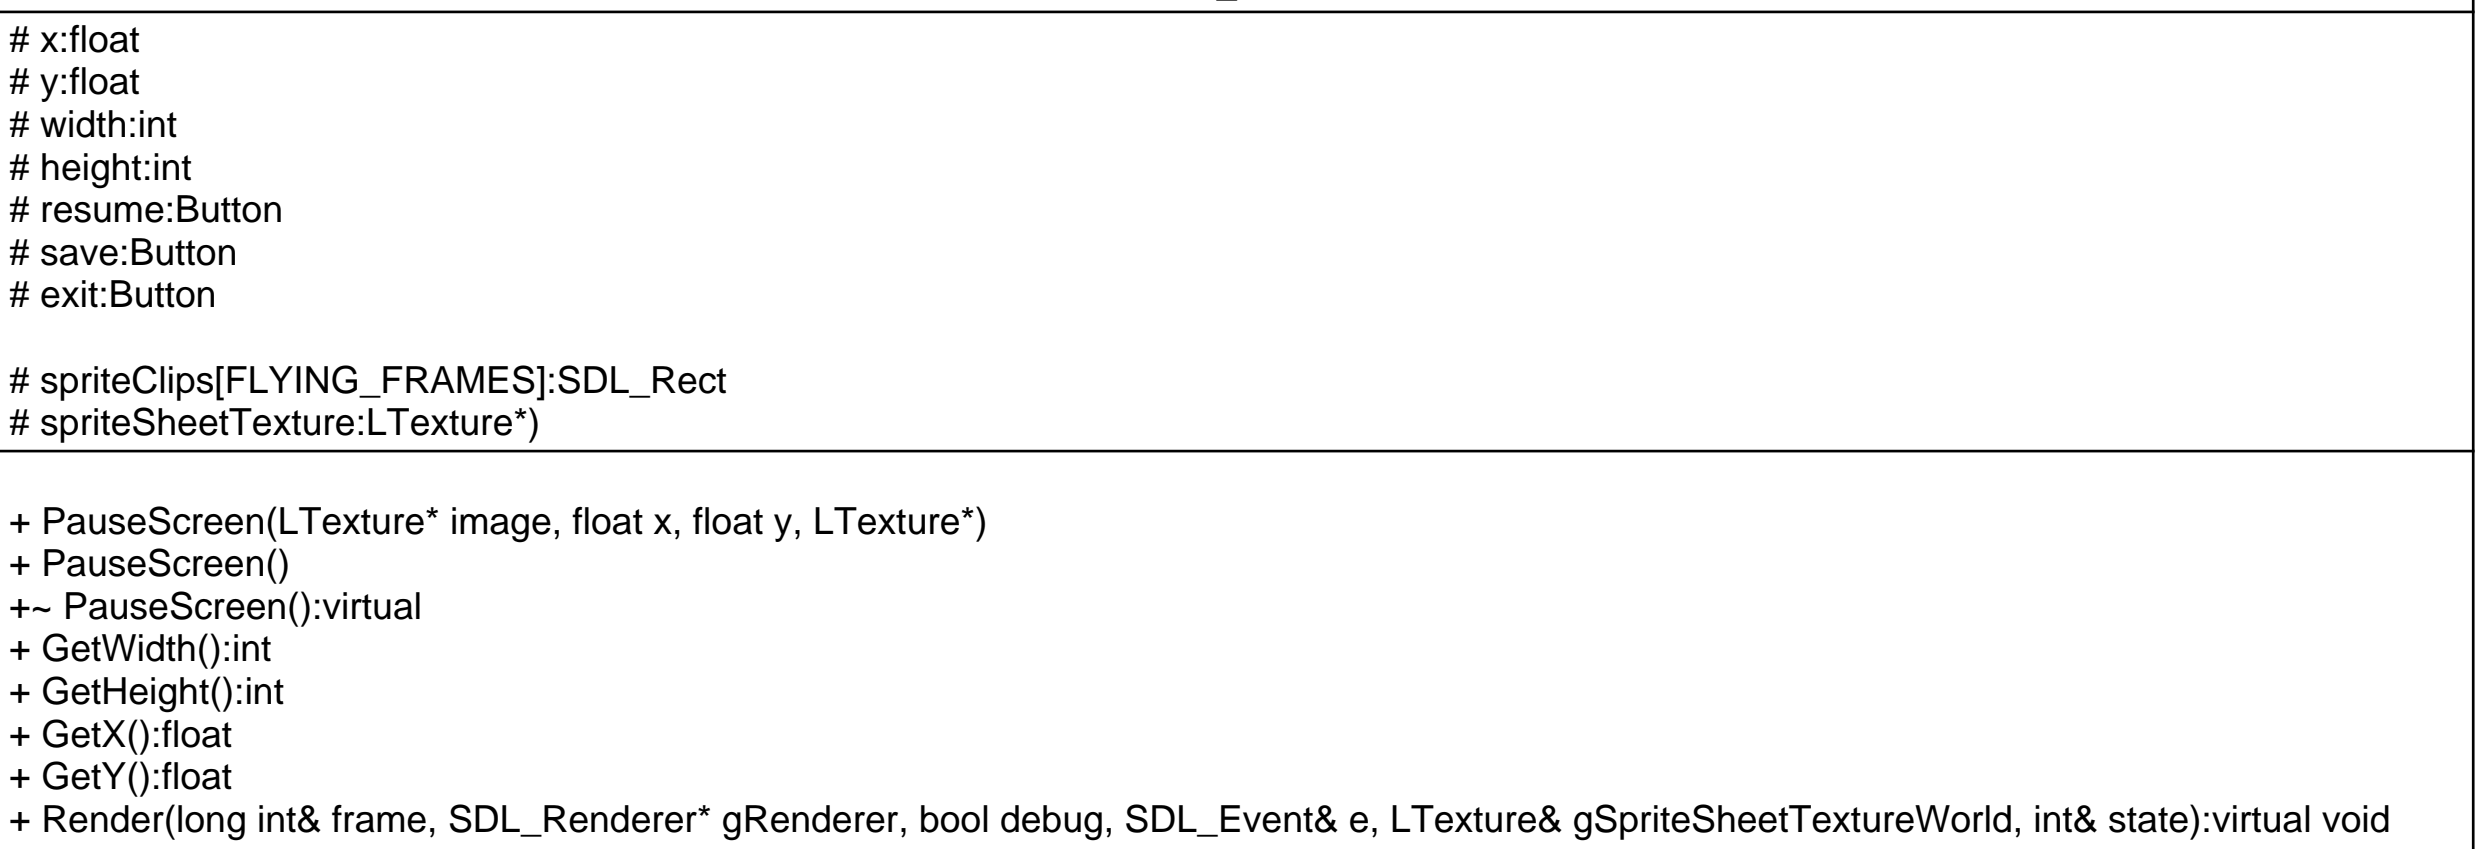 # x:float
# y:float
# width:int
# height:int
# resume:Button
# save:Button
# exit:Button
# spriteClips[FLYING_FRAMES]:SDL_Rect
# spriteSheetTexture:LTexture*)
+ PauseScreen(LTexture* image, float x, float y, LTexture*)
+ PauseScreen()
+~ PauseScreen():virtual
+ GetWidth():int
+ GetHeight():int
+ GetX():float
+ GetY():float
+ Render(long int& frame, SDL_Renderer* gRenderer, bool debug, SDL_Event& e, LTexture& gSpriteSheetTextureWorld, int& state):virtual void